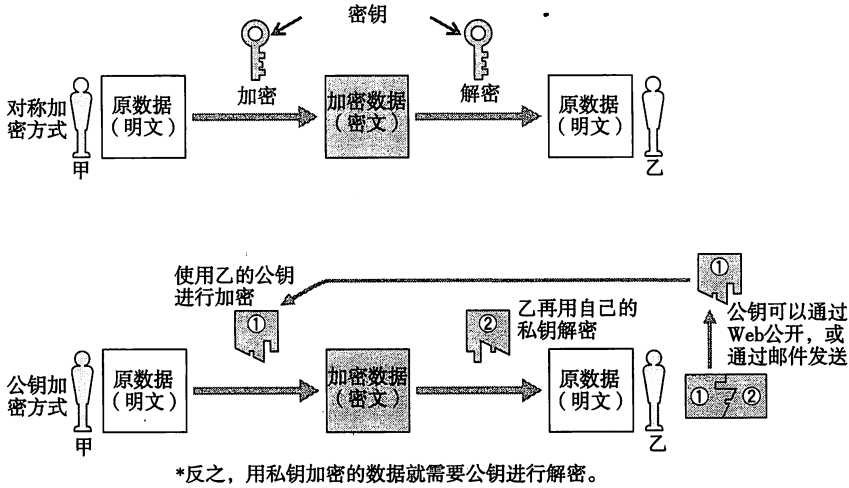 密钥
加密
解密
对称加
密方式
甲
原数据
（明文）
加密数据
（密文）
原数据
（明文）
乙
使用乙的公钥
进行加密
①
乙再用自己的
私钥解密
②
①
公钥可以通过
Web公开，或
通过邮件发送
公钥加
密方式
甲
原数据
（明文）
加密数据
（密文）
原数据
（明文）
乙
① ②
*反之，用私钥加密的数据就需要公钥进行解密。